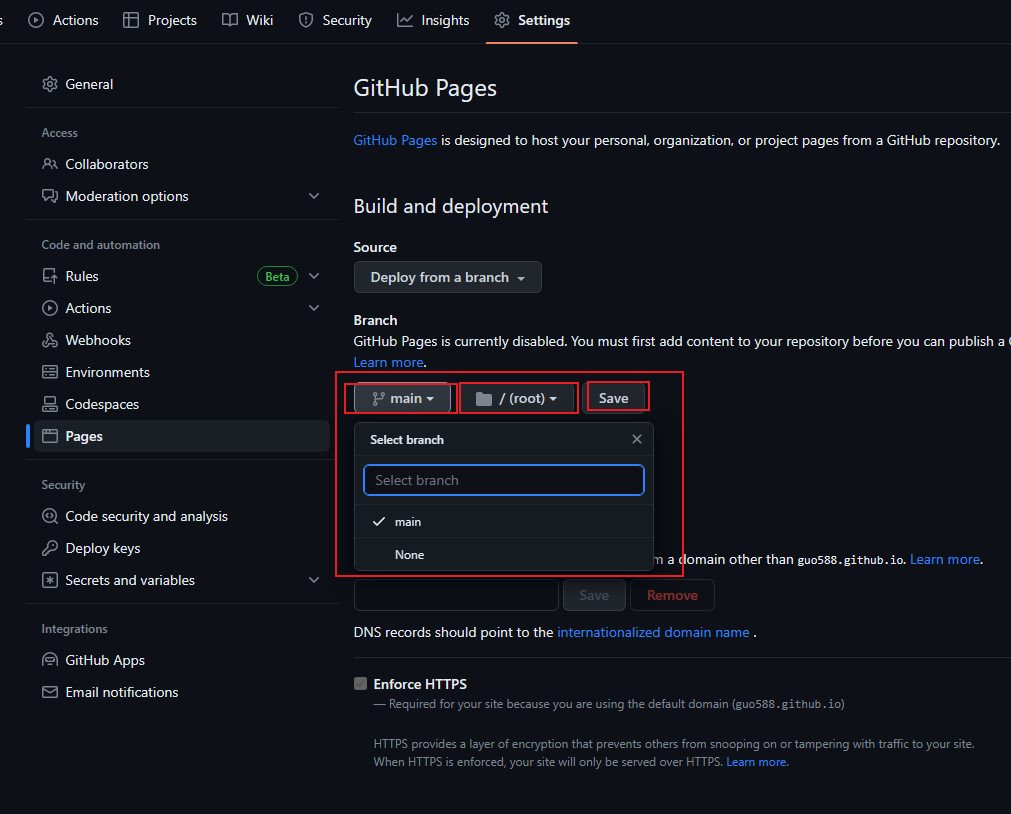 s Actions Projects Wiki Security Insights Settings
General
Access
Collaborators
Moderation options
Code and automation
Rules Beta
Actions
Webhooks
Environments
Codespaces
Pages
Security
Code security and analysis
Deploy keys
Secrets and variables
Integrations
GitHub Apps
Email notifications
GitHub Pages
GitHub Pages is designed to host your personal, organization, or project pages from a GitHub repository.
Build and deployment
Source
Deploy from a branch
Branch
GitHub Pages is currently disabled. You must first add content to your repository before you can publish a G
Learn more.
main / (root) Save
Select branch
Select branch
main
None
m a domain other than guo588.github.io. Learn more.
Save Remove
DNS records should point to the internationalized domain name .
Enforce HTTPS
— Required for your site because you are using the default domain (guo588.github.io)
HTTPS provides a layer of encryption that prevents others from snooping on or tampering with traffic to your site.
When HTTPS is enforced, your site will only be served over HTTPS. Learn more.